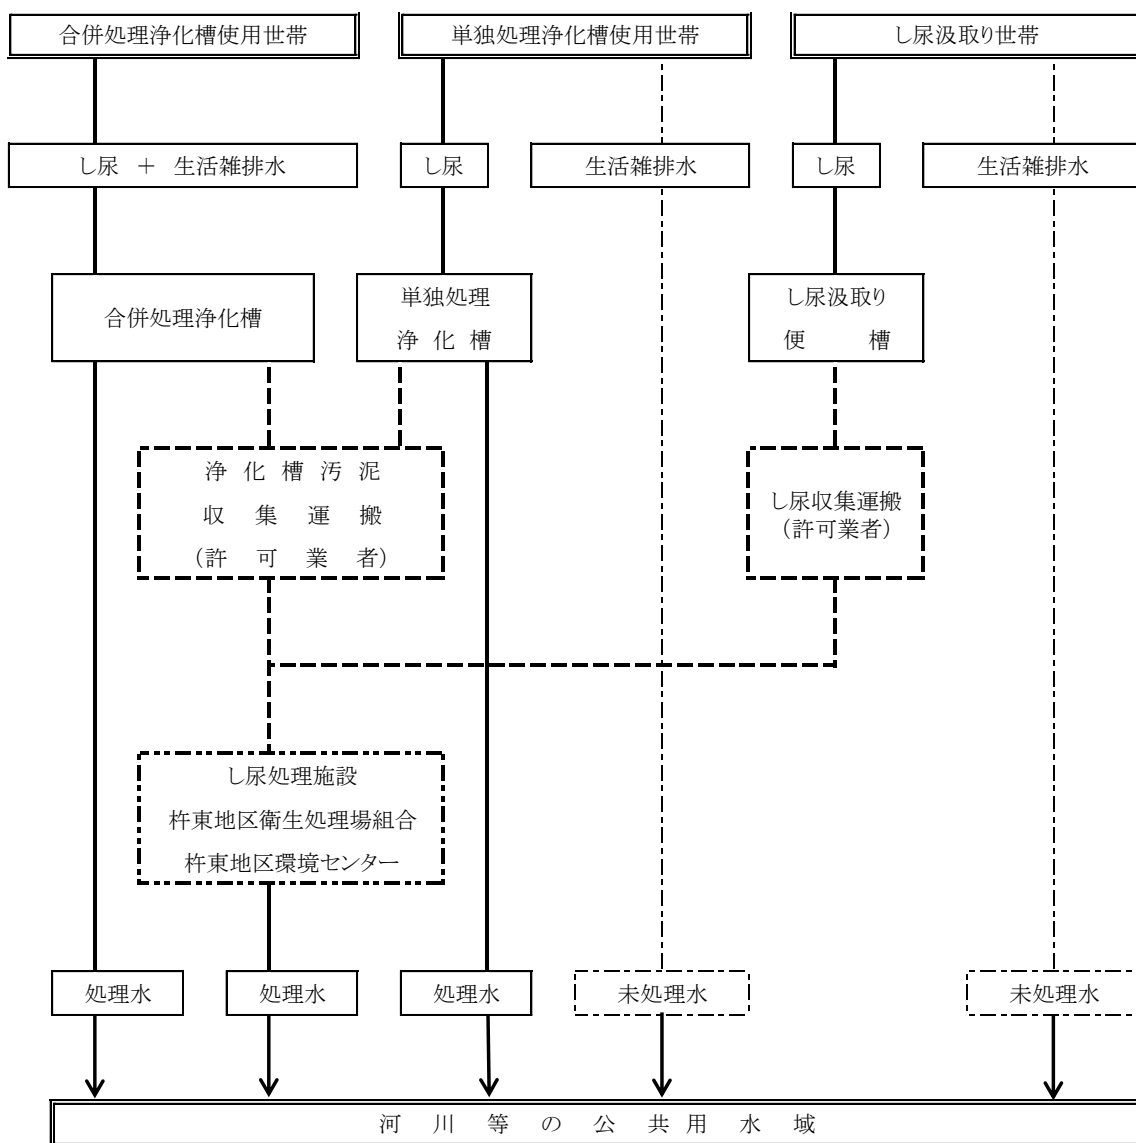 合併処理浄化槽使用世帯
単独処理浄化槽使用世帯
し尿汲取り世帯
し尿 + 生活雑排水
し尿
生活雑排水
し尿
生活雑排水
合併処理浄化槽
単独処理
浄 化 槽
し尿汲取り
便 槽
浄 化 槽 汚 泥
収 集 運 搬
(許 可 業 者)
し尿収集運搬
(許可業者)
し尿処理施設
杵東地区衛生処理場組合
杵東地区環境センター
処理水
処理水
処理水
未処理水
未処理水
河 川 等 の 公 共 用 水 域